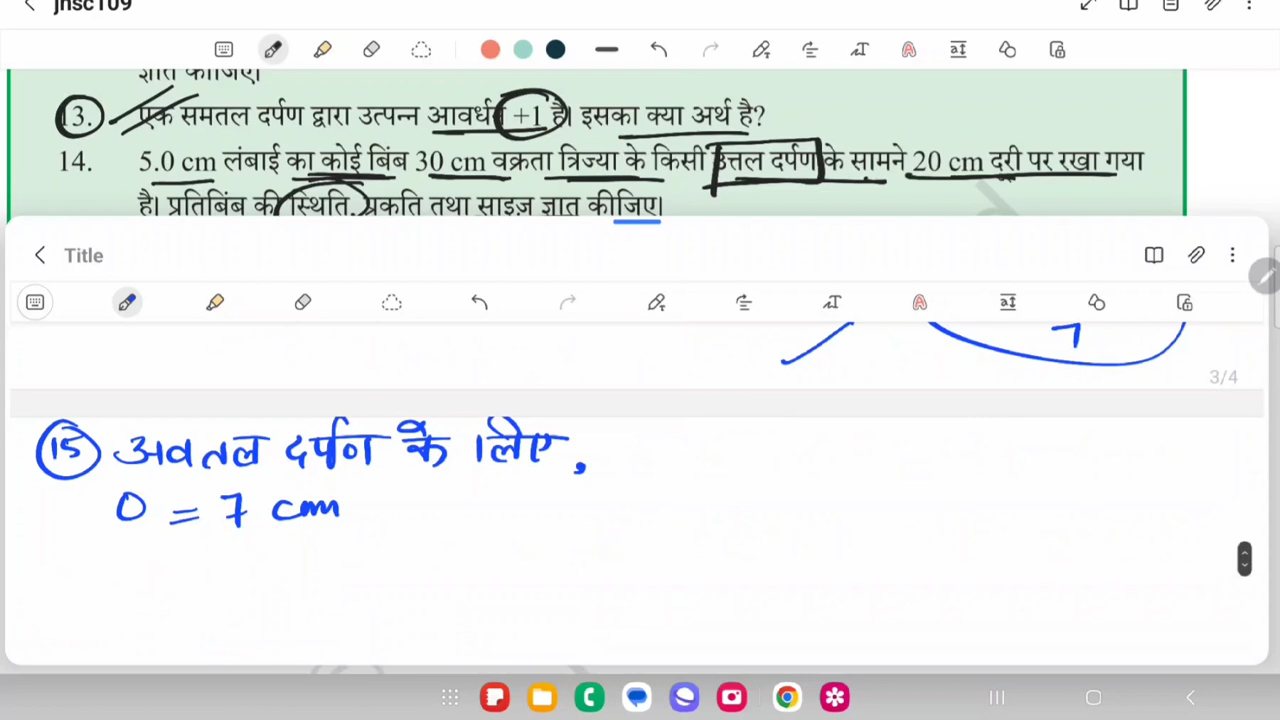 jhsc109
ज्ञात कीजिए।
13. एक समतल दर्पण द्वारा उत्पन्न आवर्धन +1 है। इसका क्या अर्थ है?
14. 5.0 cm लंबाई का कोई बिंब 30 cm वक्रता त्रिज्या के किसी उत्तल दर्पण के सामने 20 cm दूरी पर रखा गया
है। प्रतिबिंब की स्थिति, प्रकृति तथा साइज़ ज्ञात कीजिए।
Title
7
3/4
15 अवतल दर्पण के लिए,
O = 7 cm